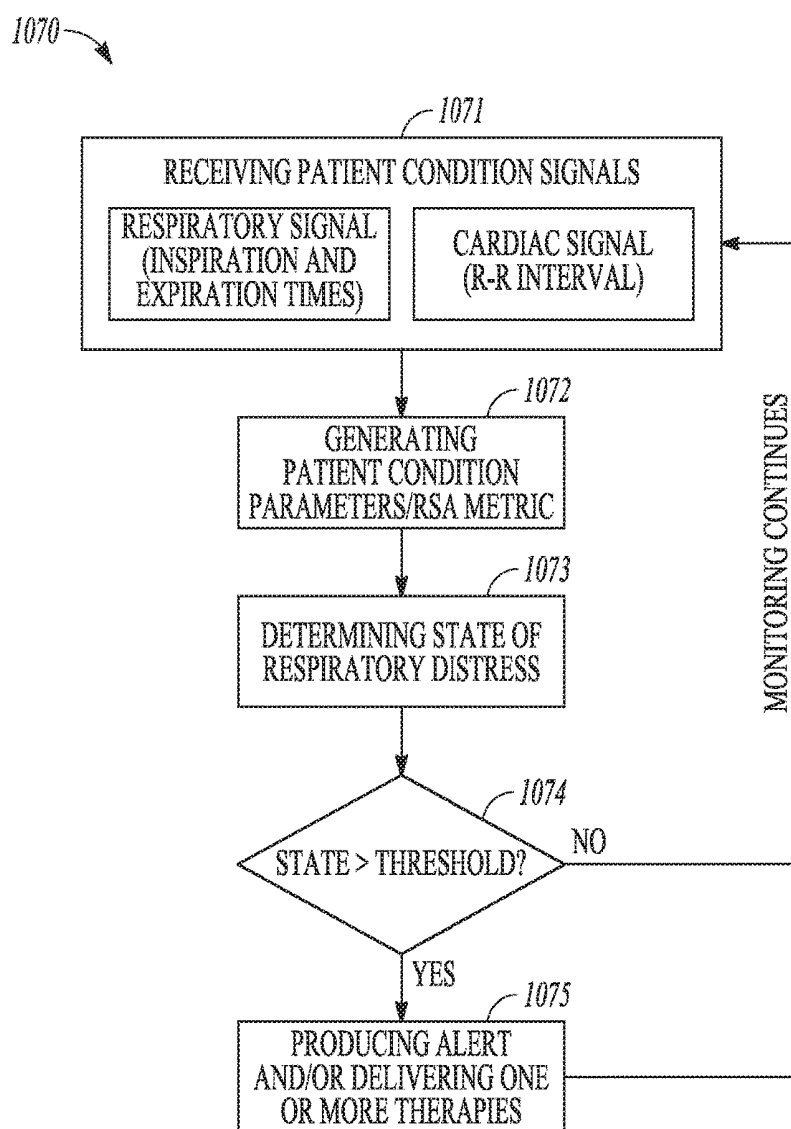 1070
1071
RECEIVING PATIENT CONDITION SIGNALS
RESPIRATORY SIGNAL
(INSPIRATION AND
EXPIRATION TIMES)
CARDIAC SIGNAL
(R-R INTERVAL)
1072
GENERATING
PATIENT CONDITION
PARAMETERS/RSA METRIC
1073
DETERMINING STATE OF
RESPIRATORY DISTRESS
1074
STATE > THRESHOLD?
NO
YES
1075
PRODUCING ALERT
AND/OR DELIVERING ONE
OR MORE THERAPIES
MONITORING CONTINUES